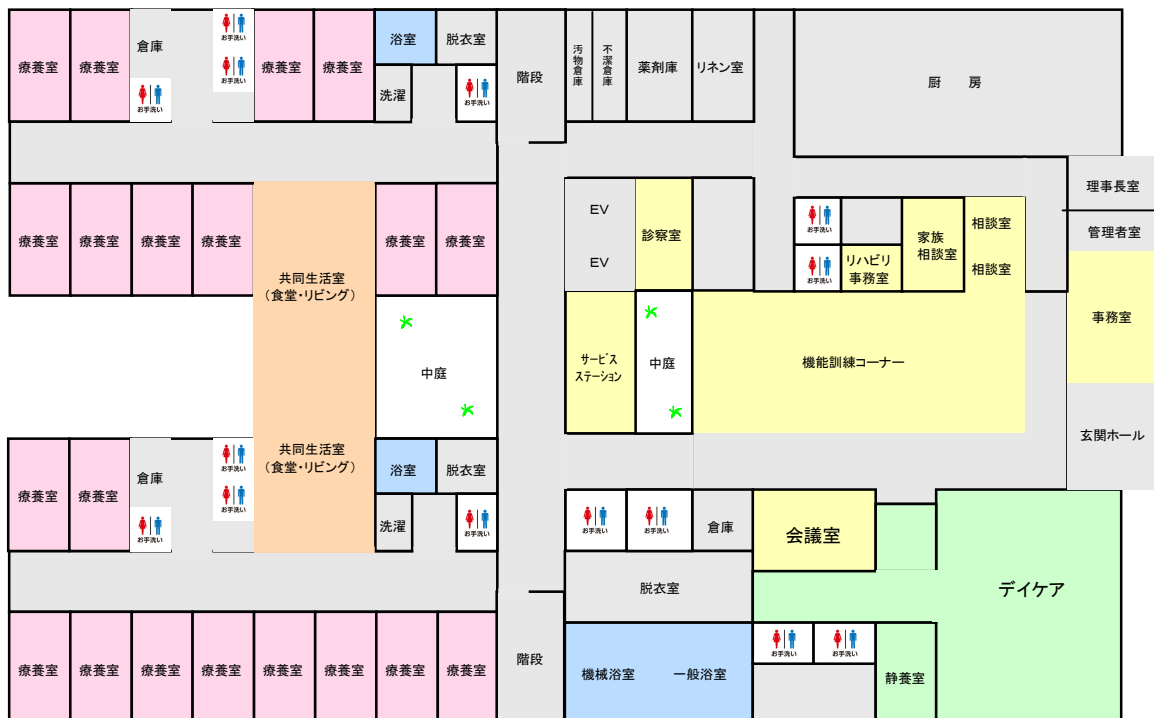 療養室
療養室
倉庫
お手洗い
お手洗い
お手洗い
療養室
療養室
浴室
脱衣室
洗濯
お手洗い
階段
汚物倉庫
不潔倉庫
薬剤庫
リネン室
厨　房
理事長室
管理者室
療養室
療養室
療養室
療養室
共同生活室
(食堂・リビング)
療養室
療養室
EV
EV
診察室
お手洗い
お手洗い
リハビリ
事務室
家族
相談室
相談室
相談室
事務室
中庭
サービス
ステーション
中庭
機能訓練コーナー
玄関ホール
療養室
療養室
倉庫
お手洗い
お手洗い
お手洗い
共同生活室
(食堂・リビング)
浴室
脱衣室
洗濯
お手洗い
お手洗い
お手洗い
倉庫
会議室
デイケア
脱衣室
療養室
療養室
療養室
療養室
療養室
療養室
療養室
療養室
階段
機械浴室
一般浴室
お手洗い
お手洗い
静養室